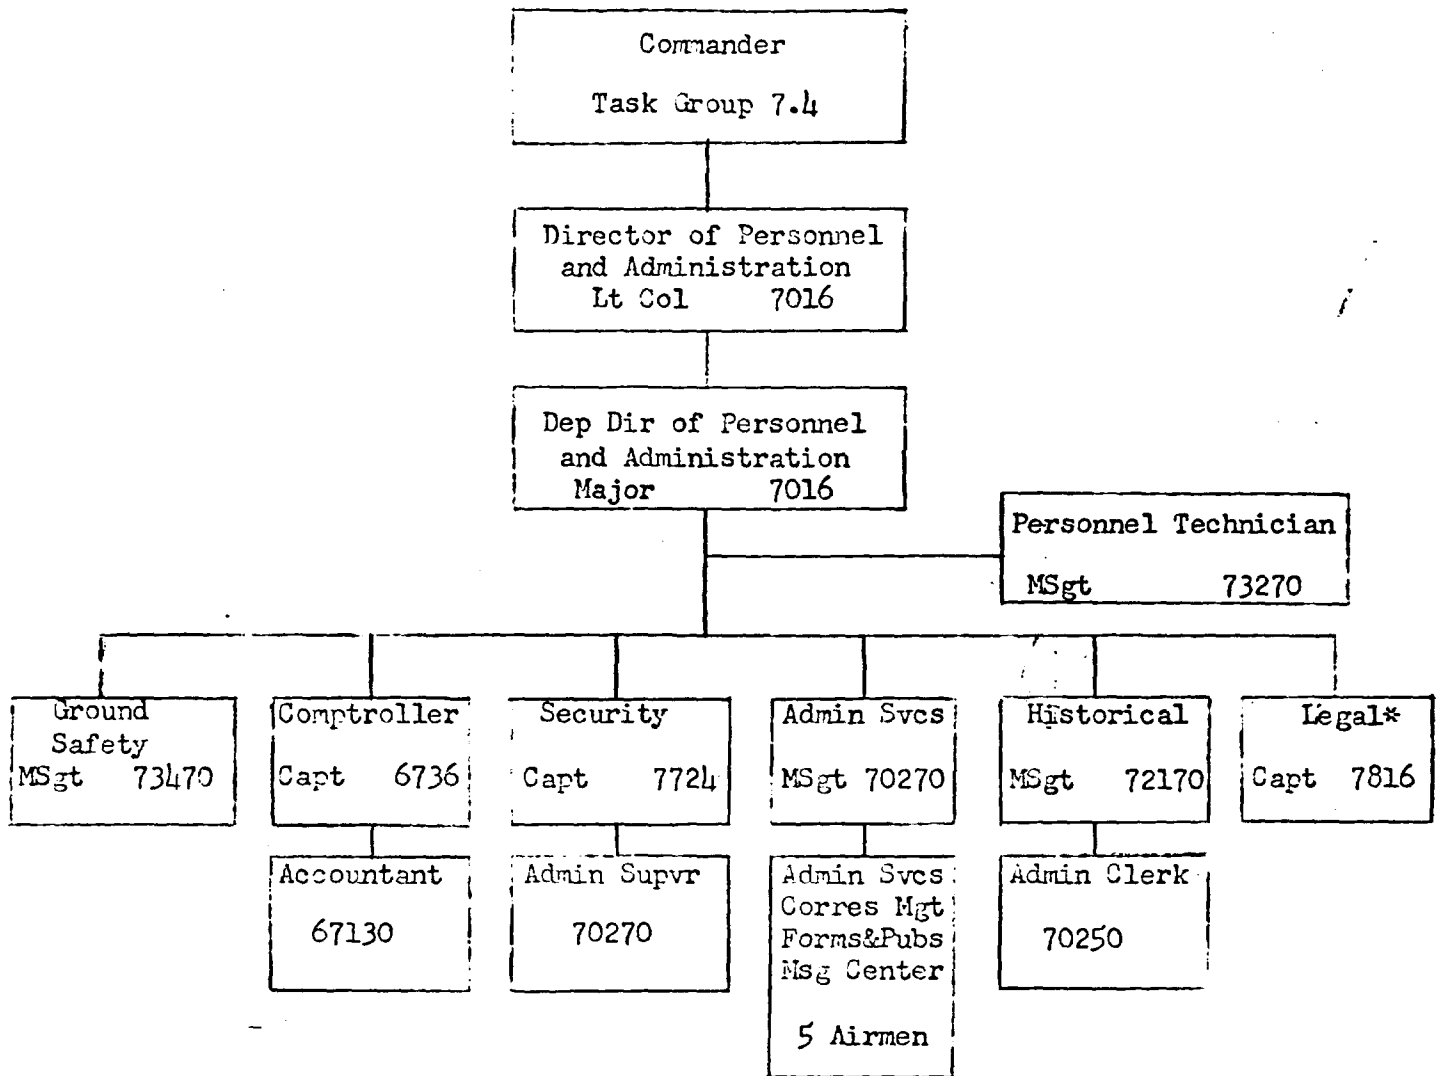 Commander
Task Group 7.4
Director of Personnel
and Administration
Lt Col 7016
Dep Dir of Personnel
and Administration
Major 7016
Personnel Technician
MSgt 73270
Ground
Safety
MSgt 73470
Comptroller
Capt 6736
Security
Capt 7724
Admin Svcs
MSgt 70270
Historical
MSgt 72170
Legal*
Capt 7816
Accountant
67130
Admin Supvr
70270
Admin Svcs
Corres Mgt
Forms&Pubs
Msg Center
5 Airmen
Admin Clerk
70250